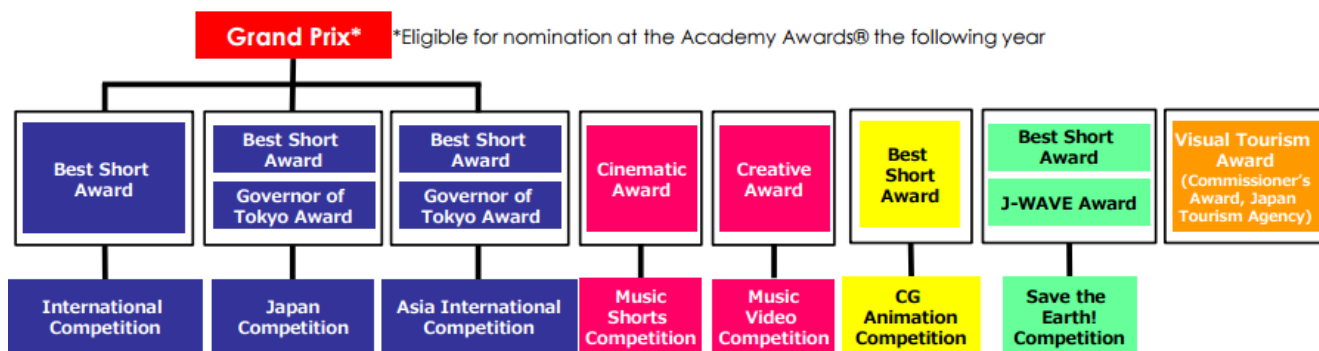 Grand Prix* *Eligible for nomination at the Academy Awards® the following year
Best Short
Award
Best Short
Award
Governor of
Tokyo Award
Best Short
Award
Governor of
Tokyo Award
Cinematic
Award
Creative
Award
Best
Short
Award
Best Short
Award
J-WAVE Award
Visual Tourism
Award
(Commissioner's
Award, Japan
Tourism Agency)
International
Competition
Japan
Competition
Asia International
Competition
Music
Shorts
Competition
Music
Video
Competition
CG
Animation
Competition
Save the
Earth!
Competition